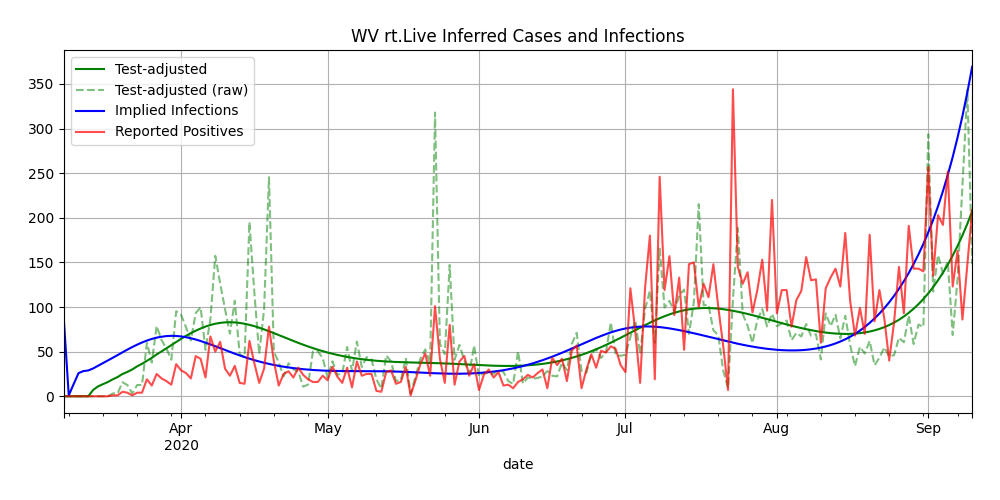 WV rt.Live Inferred Cases and Infections
Test-adjusted
Test-adjusted (raw)
Implied Infections
Reported Positives
350
300
250
200
150
100
50
0
Apr
2020
May
Jun
Jul
Aug
Sep
date